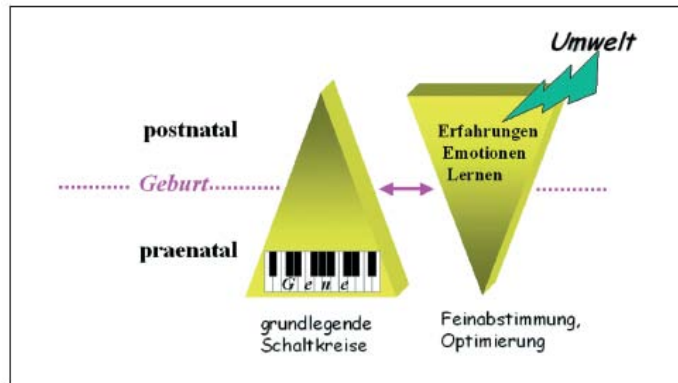 Umwelt
postnatal
Erfahrungen
Emotionen
Lernen
Geburt
praenatal
Gene
grundlegende
Schaltkreise
Feinabstimmung,
Optimierung